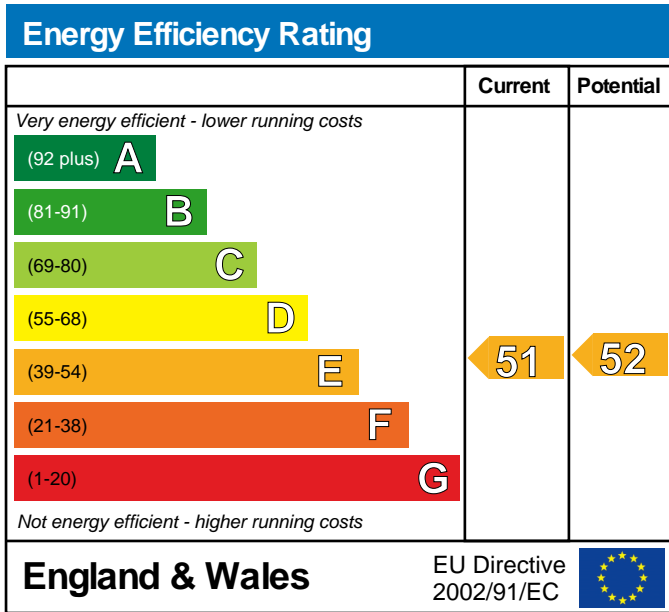 Energy Efficiency Rating
Current Potential
Very energy efficient - lower running costs
(92 plus) A
(81-91) B
(69-80) C
(55-68) D
(39-54) E 51 52
(21-38) F
(1-20) G
Not energy efficient - higher running costs
England & Wales
EU Directive
2002/91/EC